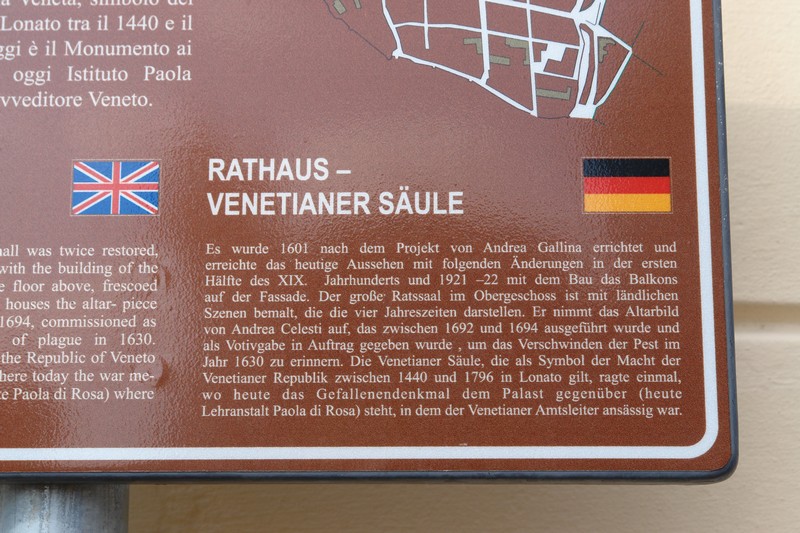 a Veneta, simbolo del
Lonato tra il 1440 e il
ggi è il Monumento ai
oggi Istituto Paola
vveditore Veneto.
hall was twice restored,
with the building of the
e floor above, frescoed
houses the altar- piece
1694, commissioned as
of plague in 1630.
the Republic of Veneto
here today the war me-
te Paola di Rosa) where
RATHAUS –
VENETIANER SÄULE
Es wurde 1601 nach dem Projekt von Andrea Gallina errichtet und
erreichte das heutige Aussehen mit folgenden Änderungen in der ersten
Hälfte des XIX. Jahrhunderts und 1921 –22 mit dem Bau das Balkons
auf der Fassade. Der große Ratssaal im Obergeschoss ist mit ländlichen
Szenen bemalt, die die vier Jahreszeiten darstellen. Er nimmt das Altarbild
von Andrea Celesti auf, das zwischen 1692 und 1694 ausgeführt wurde und
als Votivgabe in Auftrag gegeben wurde , um das Verschwinden der Pest im
Jahr 1630 zu erinnern. Die Venetianer Säule, die als Symbol der Macht der
Venetianer Republik zwischen 1440 und 1796 in Lonato gilt, ragte einmal,
wo heute das Gefallenendenkmal dem Palast gegenüber (heute
Lehranstalt Paola di Rosa) steht, in dem der Venetianer Amtsleiter ansässig war.